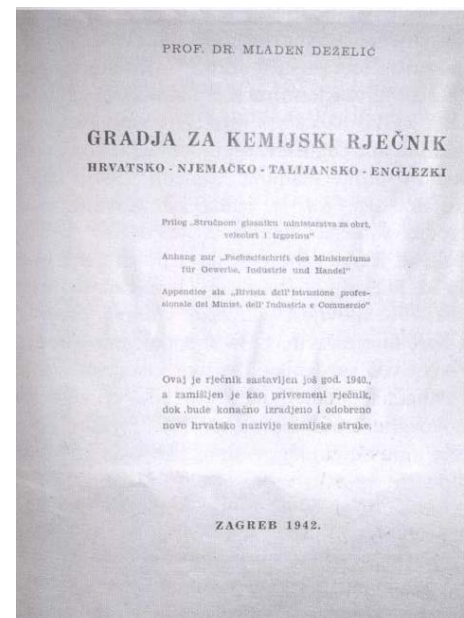 PROF. DR. MLADEN DEŽELIĆ
GRADJA ZA KEMIJSKI RJEČNIK
HRVATSKO - NJEMAČKO - TALIJANSKO - ENGLEZKI
Prilog „Stručnom glasniku ministarstva za obrt,
veleobrt i trgovinu"
Anhang zur „Fachzeitschrift des Ministeriums
für Gewerbe, Industrie und Handel"
Appendice ala „Rivista dell'istruzione profes-
sionale del Minist. dell'Industria e Commercio"
Ovaj je rječnik sastavljen još god. 1940.,
a zamišljen je kao privremeni rječnik,
dok .bude konačno izradjeno i odobreno
novo hrvatsko nazivije kemijske struke.
ZAGREB 1942.